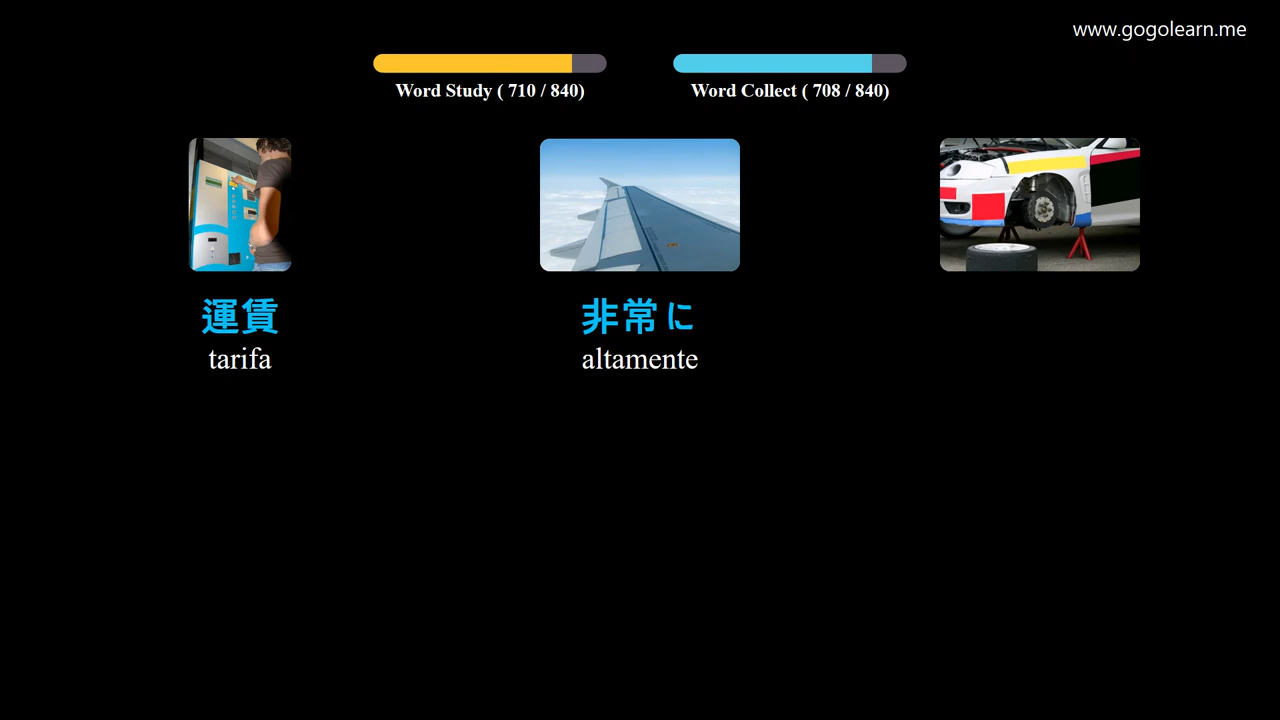 www.gogolearn.me
Word Study ( 710 / 840)
Word Collect ( 708 / 840)
運賃
tarifa
非常に
altamente